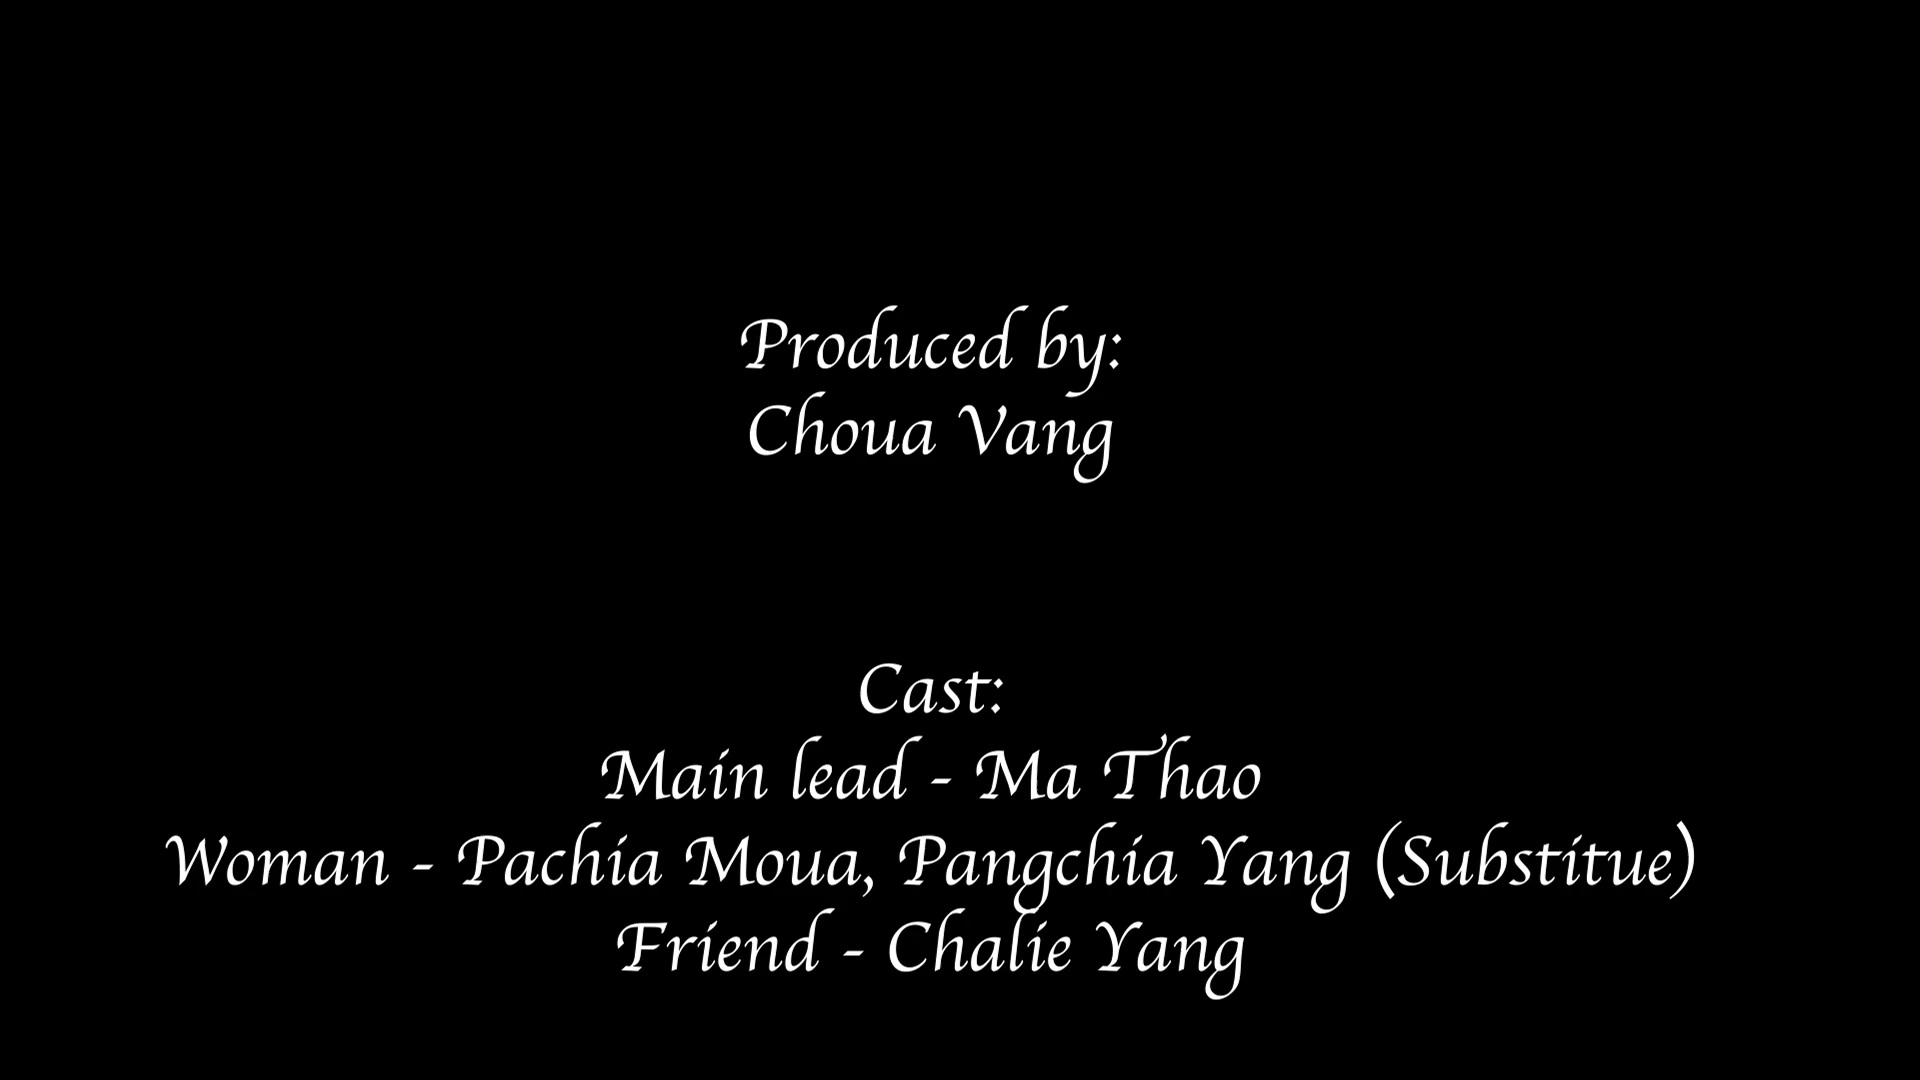 Produced by:
Choua Vang
Cast:
Main lead - Ma Thao
Woman - Pachia Moua, Pangchia Yang (Substitue)
Friend - Chalie Yang